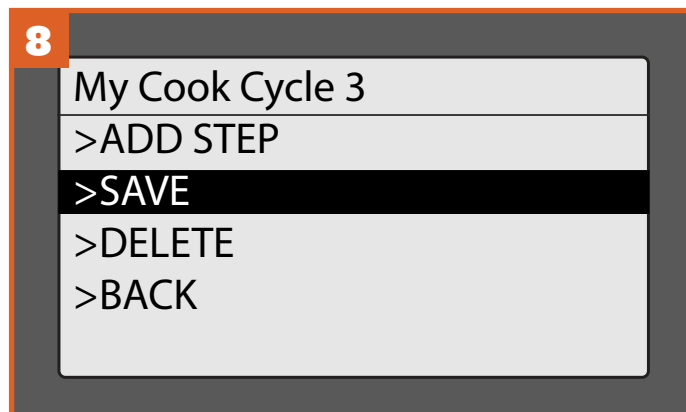 8
My Cook Cycle 3
>ADD STEP
>SAVE
>DELETE
>BACK